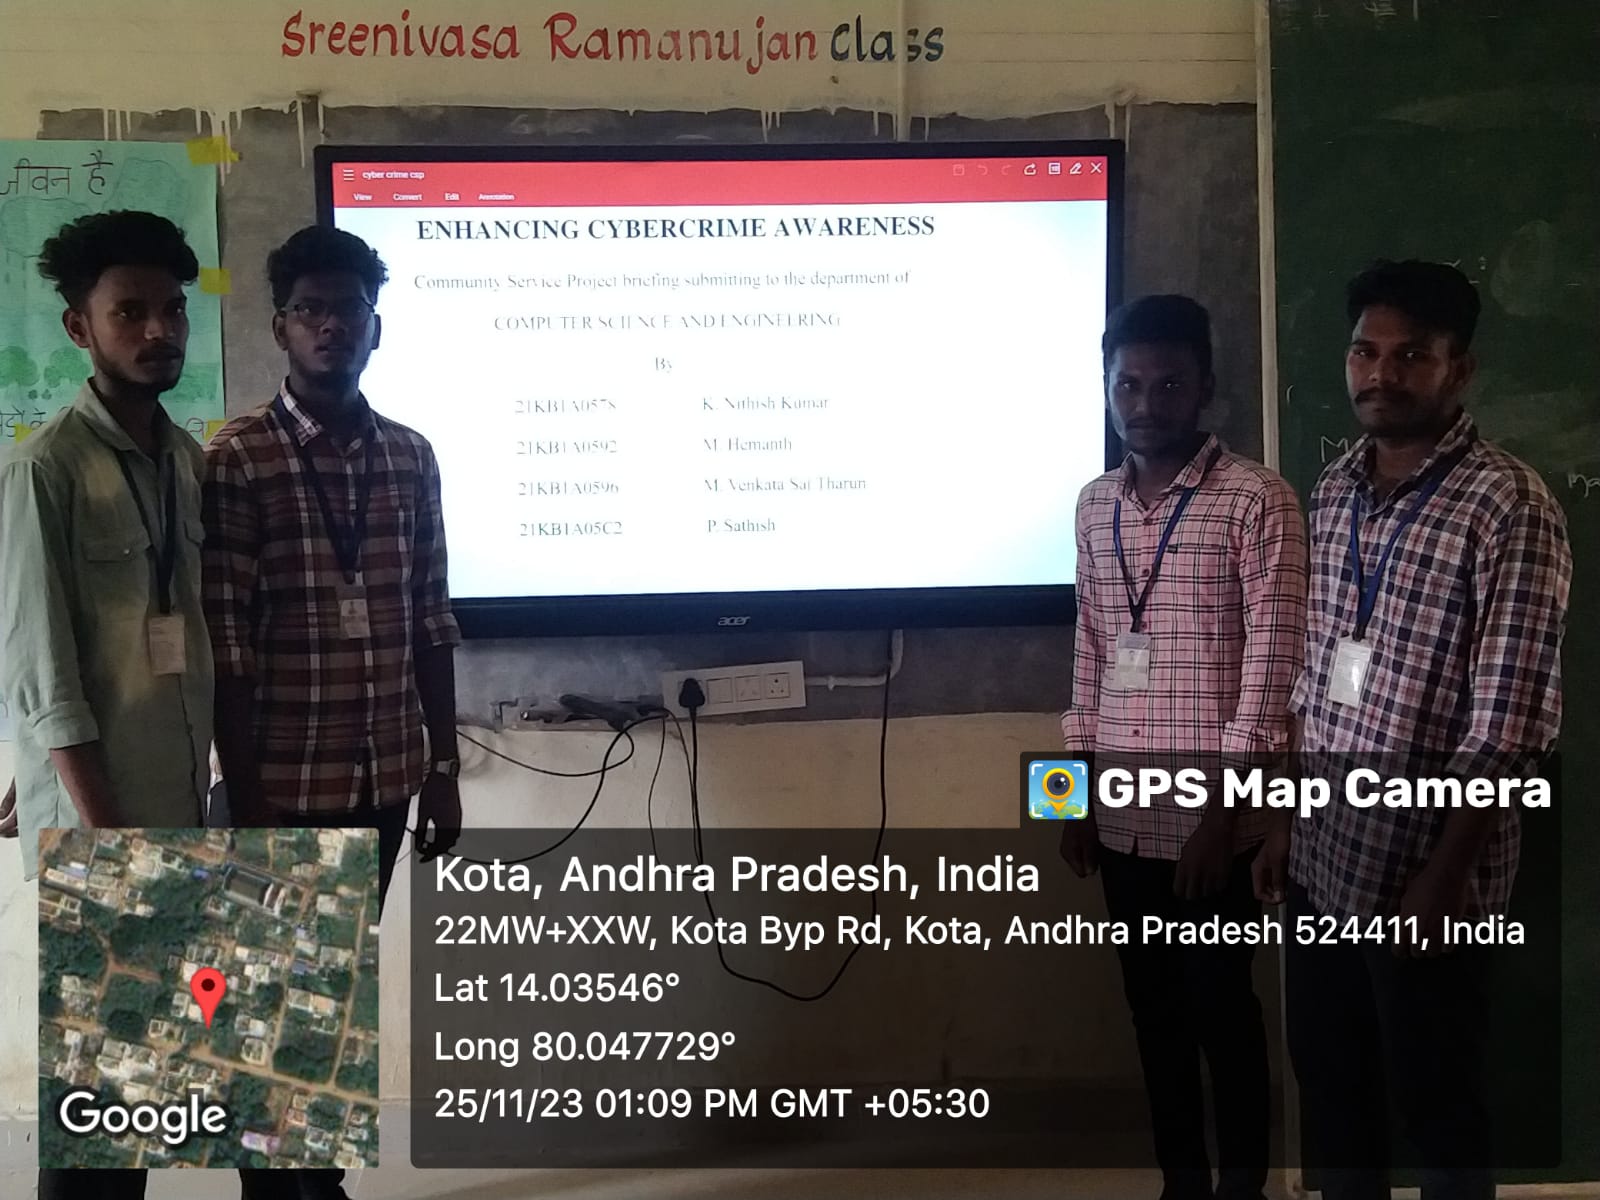 Sreenivasa Ramanujan Class
जीवन है
cyber crime csp
View Convert Edit Annotation
ENHANCING CYBERCRIME AWARENESS
Community Service Project briefing submitting to the department of
COMPUTER SCIENCE AND ENGINEERING
By
21KB1A0578 K. Nithish Kumar
21KB1A0592 M. Hemanth
21KB1A0596 M. Venkata Sai Tharun
21KB1A05C2 P. Sathish
acer
GPS Map Camera
Kota, Andhra Pradesh, India
22MW+XXW, Kota Byp Rd, Kota, Andhra Pradesh 524411, India
Lat 14.03546°
Long 80.047729°
25/11/23 01:09 PM GMT +05:30
Google